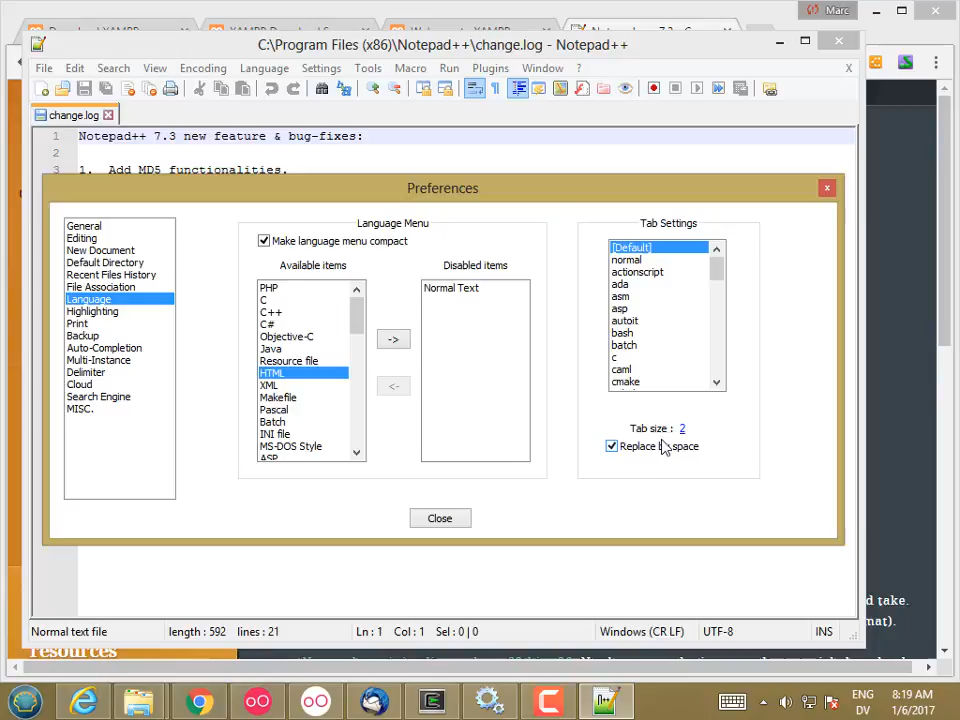 Marc
C:\Program Files (x86)\Notepad++\change.log - Notepad++
File Edit Search View Encoding Language Settings Tools Macro Run Plugins Window ? X
change.log
1 Notepad++ 7.3 new feature & bug-fixes:
2
3 1. Add MD5 functionalities.
Preferences
General
Editing
New Document
Default Directory
Recent Files History
File Association
Language
Highlighting
Print
Backup
Auto-Completion
Multi-Instance
Delimiter
Cloud
Search Engine
MISC.
Language Menu
Make language menu compact
Available items
PHP
C
C++
C#
Objective-C
Java
Resource file
HTML
XML
Makefile
Pascal
Batch
INI file
MS-DOS Style
ASP
->
<-
Disabled items
Normal Text
Tab Settings
[Default]
normal
actionscript
ada
asm
asp
autoit
bash
batch
c
caml
cmake
Tab size : 2
Replace by space
Close
d take.
mat).
resources
Normal text file length : 592 lines : 21 Ln : 1 Col : 1 Sel : 0 | 0 Windows (CR LF) UTF-8 INS
ENG
DV
8:19 AM
1/6/2017